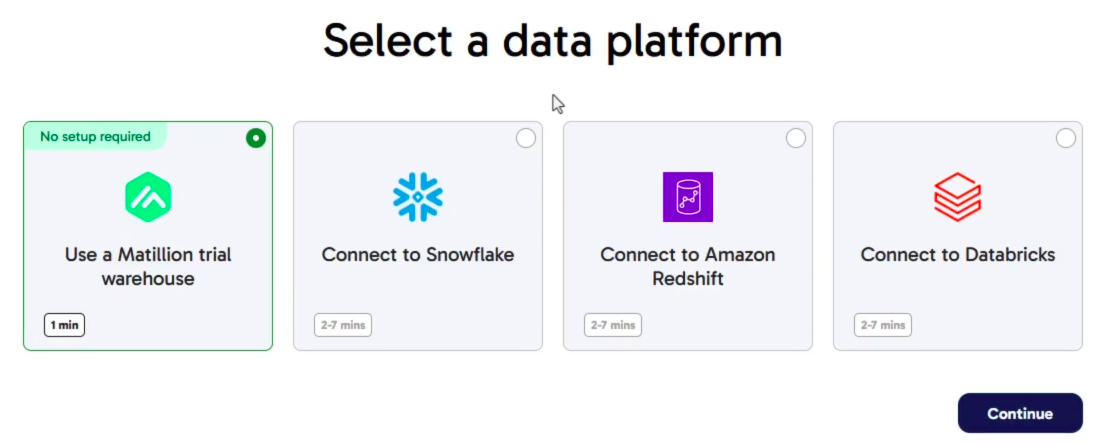 Select a data platform
No setup required
Use a Matillion trial
warehouse
1 min
Connect to Snowflake
2-7 mins
Connect to Amazon
Redshift
2-7 mins
Connect to Databricks
2-7 mins
Continue